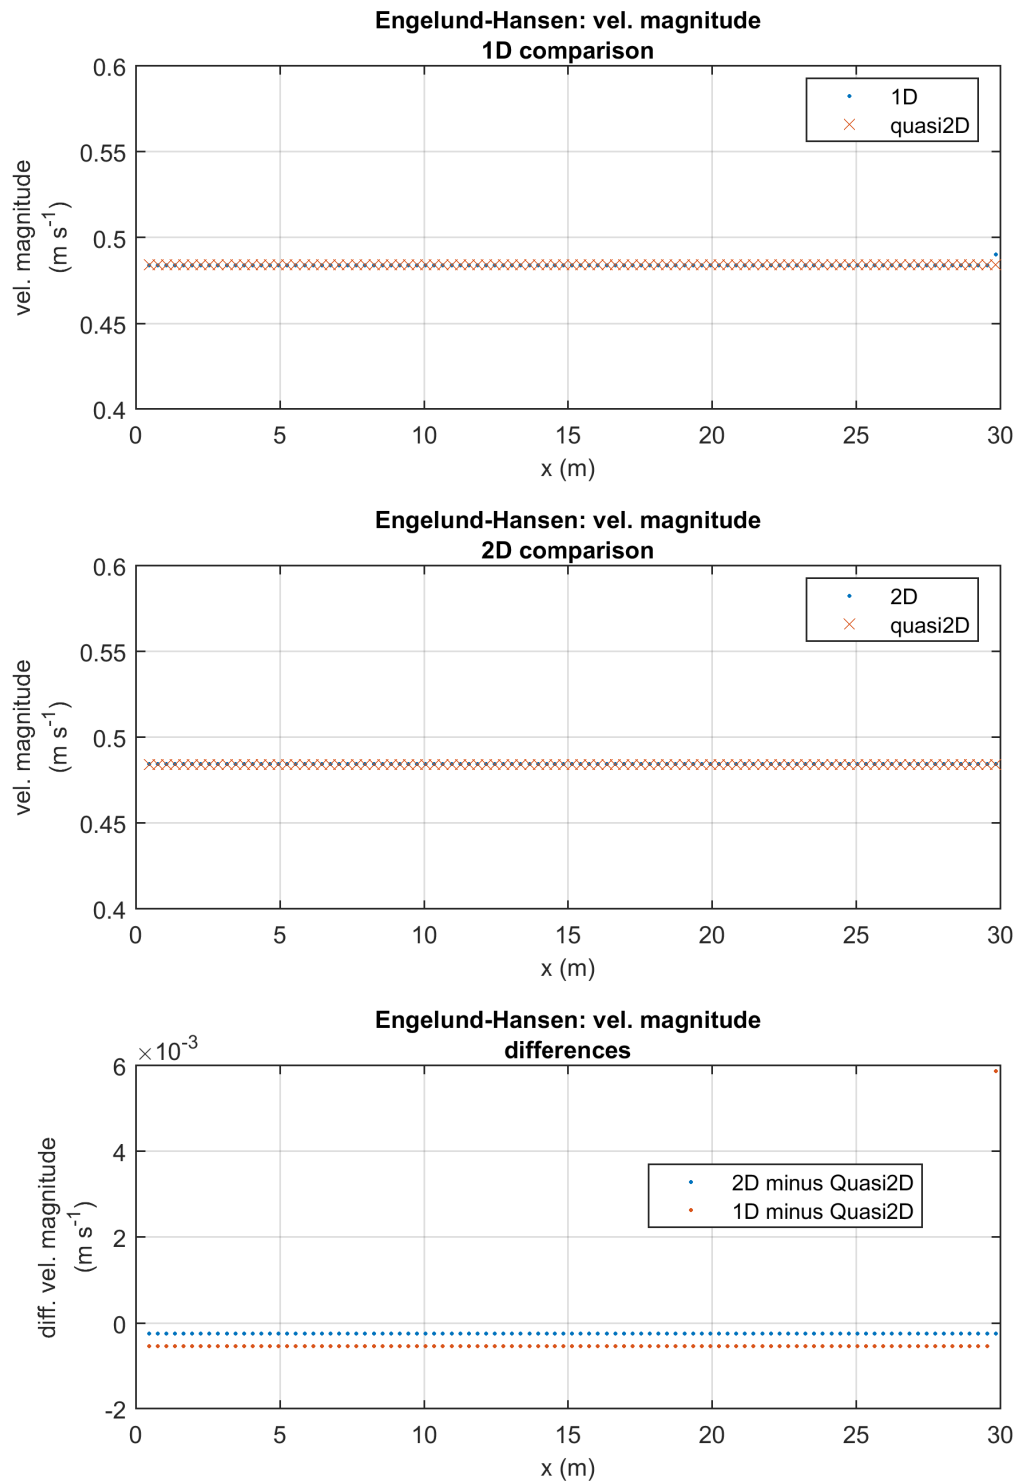 Engelund-Hansen: vel. magnitude
1D comparison
0.6
0.55
0.5
0.45
0.4
vel. magnitude
(m s-1)
1D
quasi2D
0 5 10 15 20 25 30
x (m)
Engelund-Hansen: vel. magnitude
2D comparison
0.6
0.55
0.5
0.45
0.4
vel. magnitude
(m s-1)
2D
quasi2D
0 5 10 15 20 25 30
x (m)
Engelund-Hansen: vel. magnitude
differences
×10-3
6
4
2
0
-2
diff. vel. magnitude
(m s-1)
2D minus Quasi2D
1D minus Quasi2D
0 5 10 15 20 25 30
x (m)